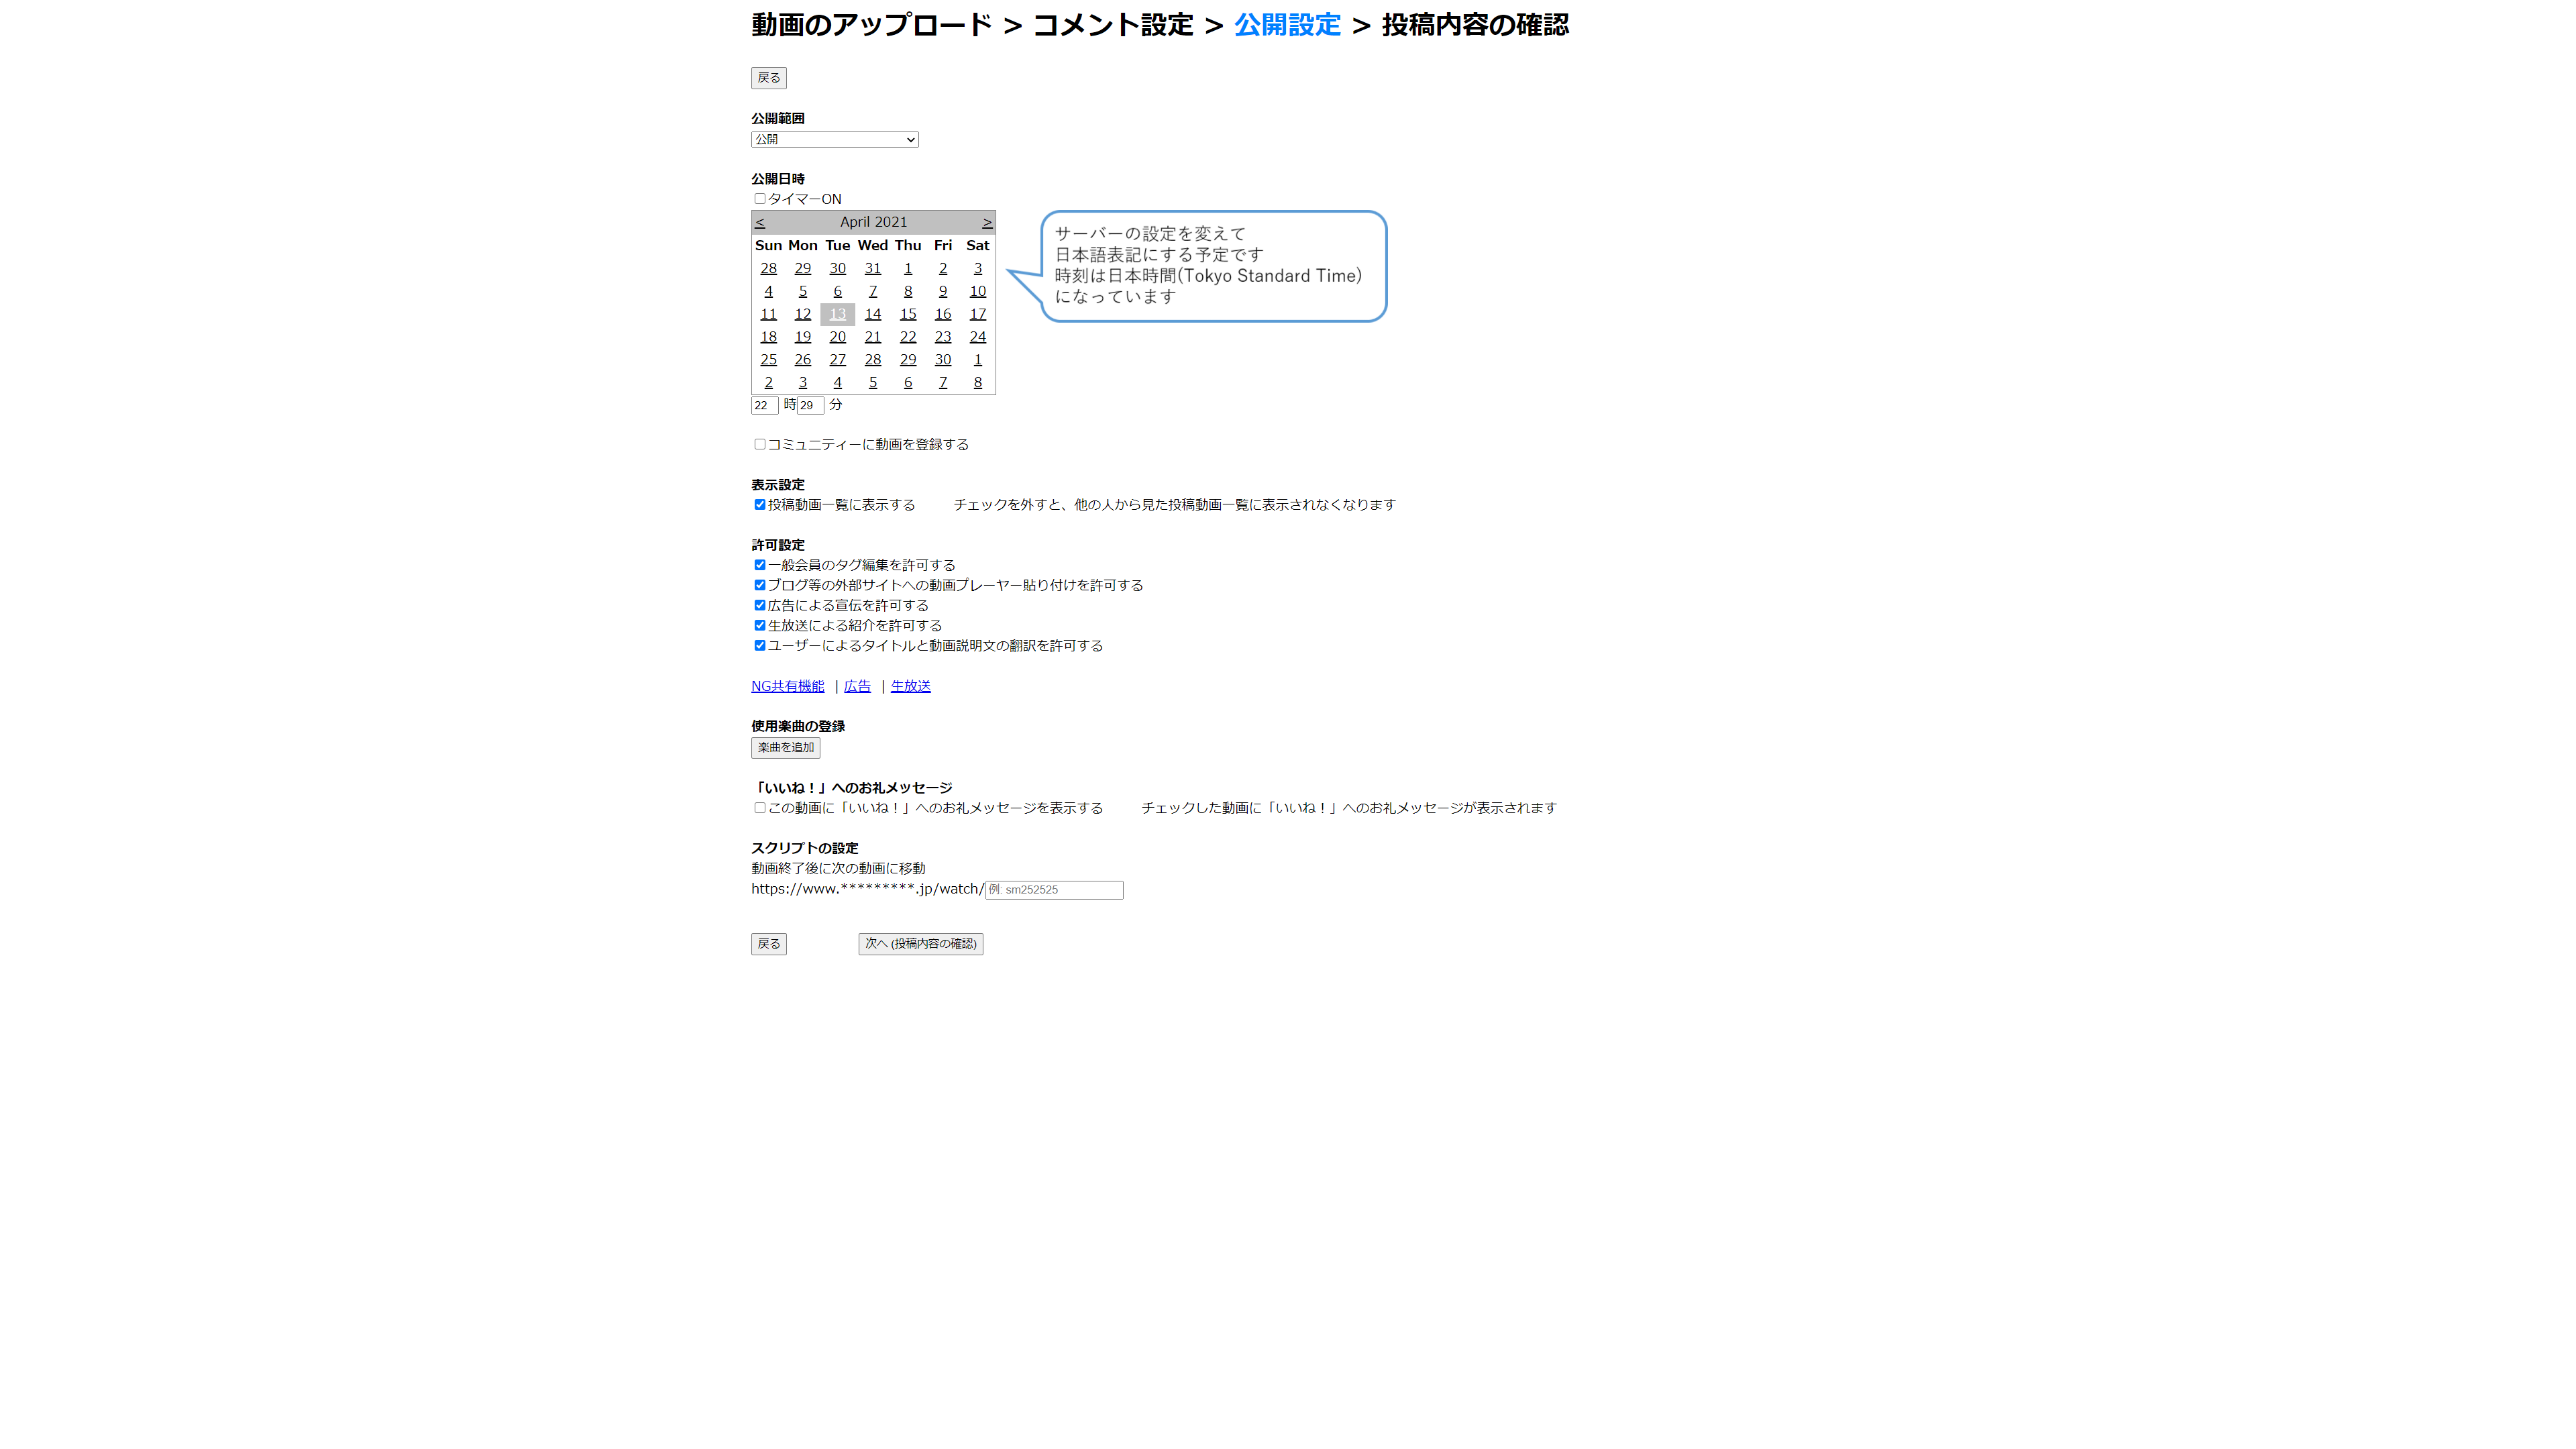 動画のアップロード > コメント設定 > 公開設定 > 投稿内容の確認
戻る
公開範囲
公開
公開日時
タイマーON
< April 2021 >
Sun Mon Tue Wed Thu Fri Sat
28 29 30 31 1 2 3
4 5 6 7 8 9 10
11 12 13 14 15 16 17
18 19 20 21 22 23 24
25 26 27 28 29 30 1
2 3 4 5 6 7 8
サーバーの設定を変えて
日本語表記にする予定です
時刻は日本時間(Tokyo Standard Time)
になっています
22 時 29 分
コミュニティーに動画を登録する
表示設定
投稿動画一覧に表示する チェックを外すと、他の人から見た投稿動画一覧に表示されなくなります
許可設定
一般会員のタグ編集を許可する
ブログ等の外部サイトへの動画プレーヤー貼り付けを許可する
広告による宣伝を許可する
生放送による紹介を許可する
ユーザーによるタイトルと動画説明文の翻訳を許可する
NG共有機能 | 広告 | 生放送
使用楽曲の登録
楽曲を追加
「いいね！」へのお礼メッセージ
この動画に「いいね！」へのお礼メッセージを表示する チェックした動画に「いいね！」へのお礼メッセージが表示されます
スクリプトの設定
動画終了後に次の動画に移動
https://www.*********.jp/watch/ 例: sm252525
戻る 次へ (投稿内容の確認)